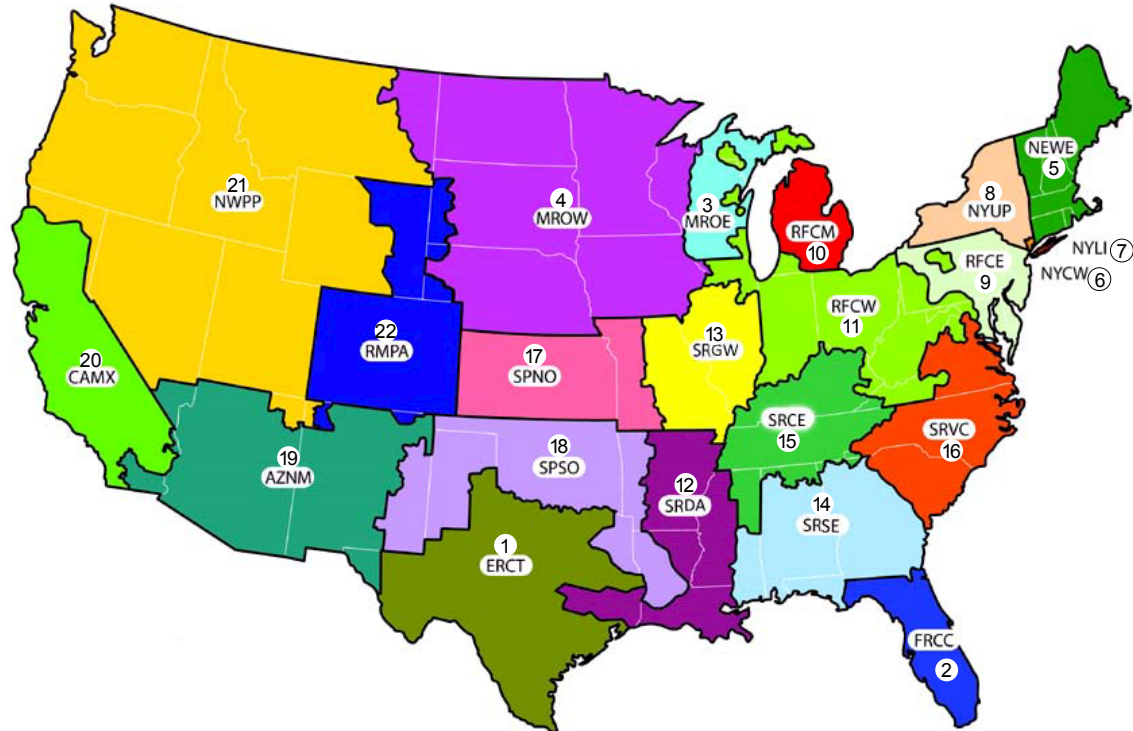 21
NWPP
4
MROW
3
MROE
RFCM
10
NEWE
5
8
NYUP
NYLI 7
NYCW 6
RFCE
9
RFCW
11
13
SRGW
22
RMPA
17
SPNO
20
CAMX
SRCE
15
SRVC
16
19
AZNM
18
SPSO
12
SRDA
14
SRSE
1
ERCT
FRCC
2